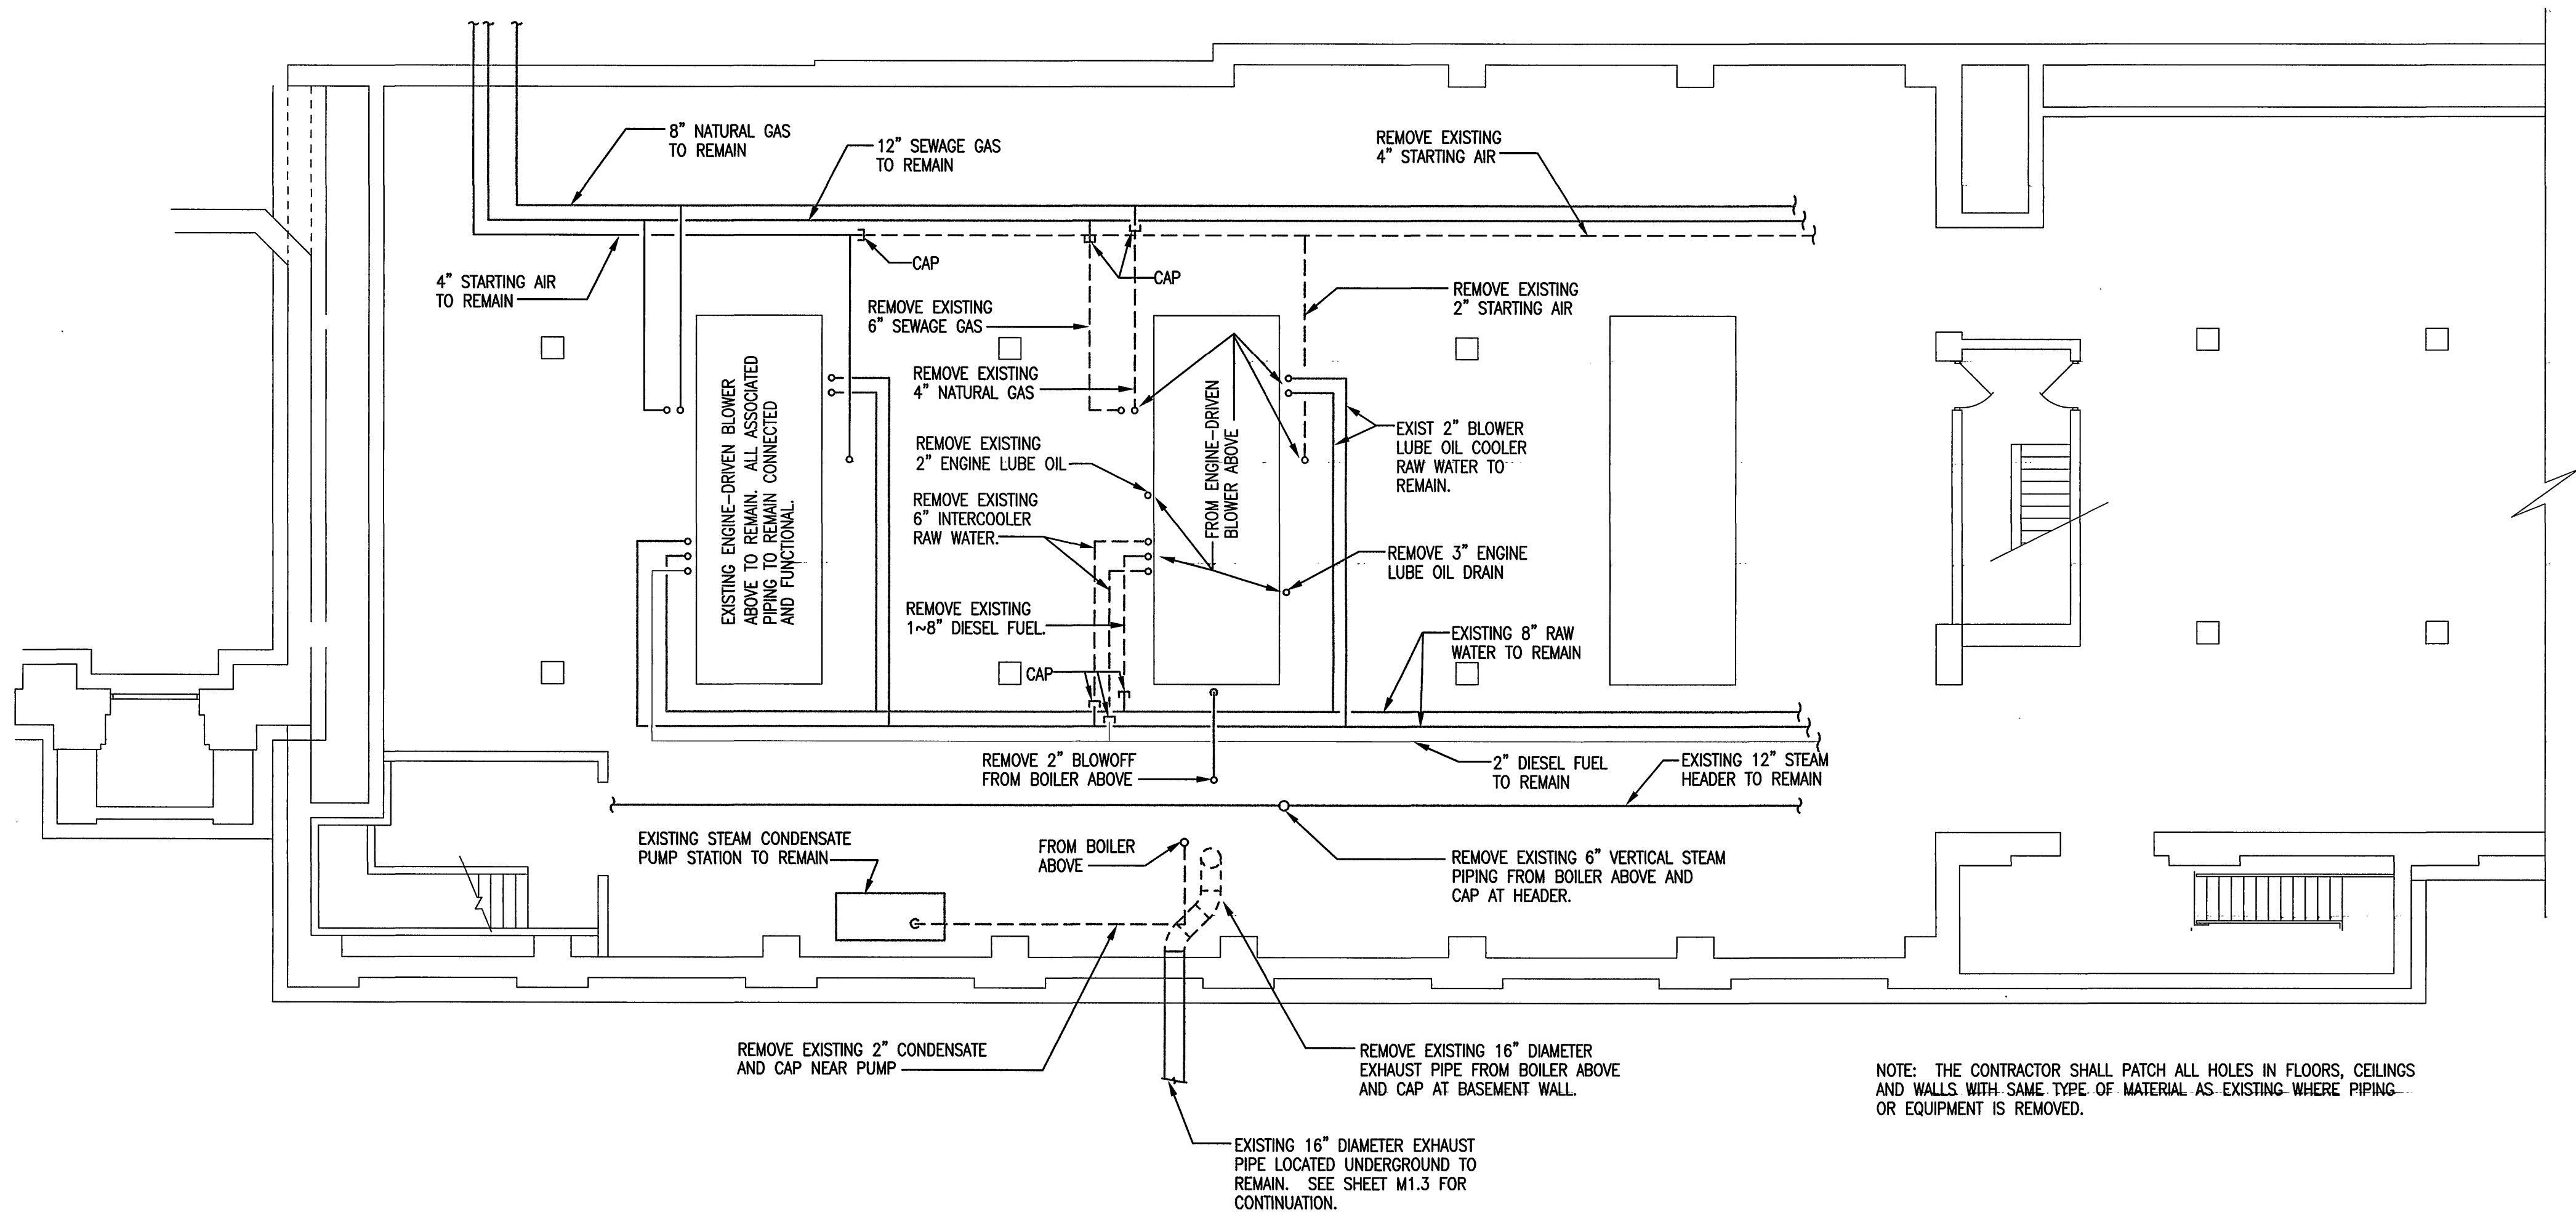 8" NATURAL GAS
TO REMAIN
12" SEWAGE GAS
TO REMAIN
REMOVE EXISTING
4" STARTING AIR
4" STARTING AIR
TO REMAIN
CAP
CAP
REMOVE EXISTING
6" SEWAGE GAS
REMOVE EXISTING
2" STARTING AIR
REMOVE EXISTING
4" NATURAL GAS
EXISTING ENGINE-DRIVEN BLOWER
ABOVE TO REMAIN. ALL ASSOCIATED
PIPING TO REMAIN CONNECTED
AND FUNCTIONAL.
FROM ENGINE-DRIVEN
BLOWER ABOVE
EXIST 2" BLOWER
LUBE OIL COOLER
RAW WATER TO
REMAIN.
REMOVE EXISTING
2" ENGINE LUBE OIL
REMOVE EXISTING
6" INTERCOOLER
RAW WATER.
REMOVE 3" ENGINE
LUBE OIL DRAIN
REMOVE EXISTING
1~8" DIESEL FUEL.
EXISTING 8" RAW
WATER TO REMAIN
CAP
REMOVE 2" BLOWOFF
FROM BOILER ABOVE
2" DIESEL FUEL
TO REMAIN
EXISTING 12" STEAM
HEADER TO REMAIN
EXISTING STEAM CONDENSATE
PUMP STATION TO REMAIN
FROM BOILER
ABOVE
REMOVE EXISTING 6" VERTICAL STEAM
PIPING FROM BOILER ABOVE AND
CAP AT HEADER.
REMOVE EXISTING 2" CONDENSATE
AND CAP NEAR PUMP
REMOVE EXISTING 16" DIAMETER
EXHAUST PIPE FROM BOILER ABOVE
AND CAP AT BASEMENT WALL.
NOTE: THE CONTRACTOR SHALL PATCH ALL HOLES IN FLOORS, CEILINGS
AND WALLS WITH SAME TYPE OF MATERIAL AS EXISTING WHERE PIPING
OR EQUIPMENT IS REMOVED.
EXISTING 16" DIAMETER EXHAUST
PIPE LOCATED UNDERGROUND TO
REMAIN. SEE SHEET M1.3 FOR
CONTINUATION.